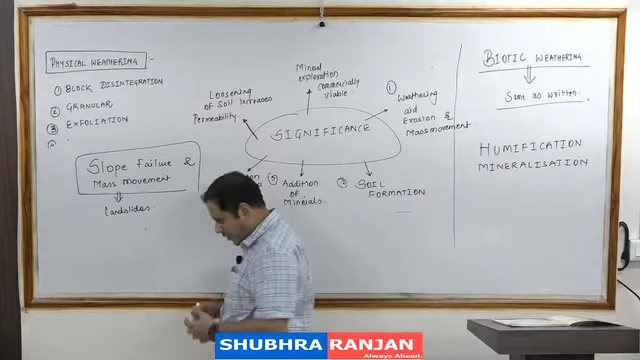 PHYSICAL WEATHERING :-
① BLOCK DISINTEGRATION
② GRANULAR
③ EXFOLIATION
Slope Failure &
Mass movement
Landslides.
Loosening
of Soil Increases
Permeability.
Mineral
exploration
Commercially
viable.
①
Weathering
aid
Erosion &
Mass movement.
SIGNIFICANCE
⑤ Addition
of
Minerals.
② SOIL
FORMATION
BIOTIC WEATHERING
Same as written.
HUMIFICATION
MINERALISATION
SHUBHRA RANJAN
Always Ahead.